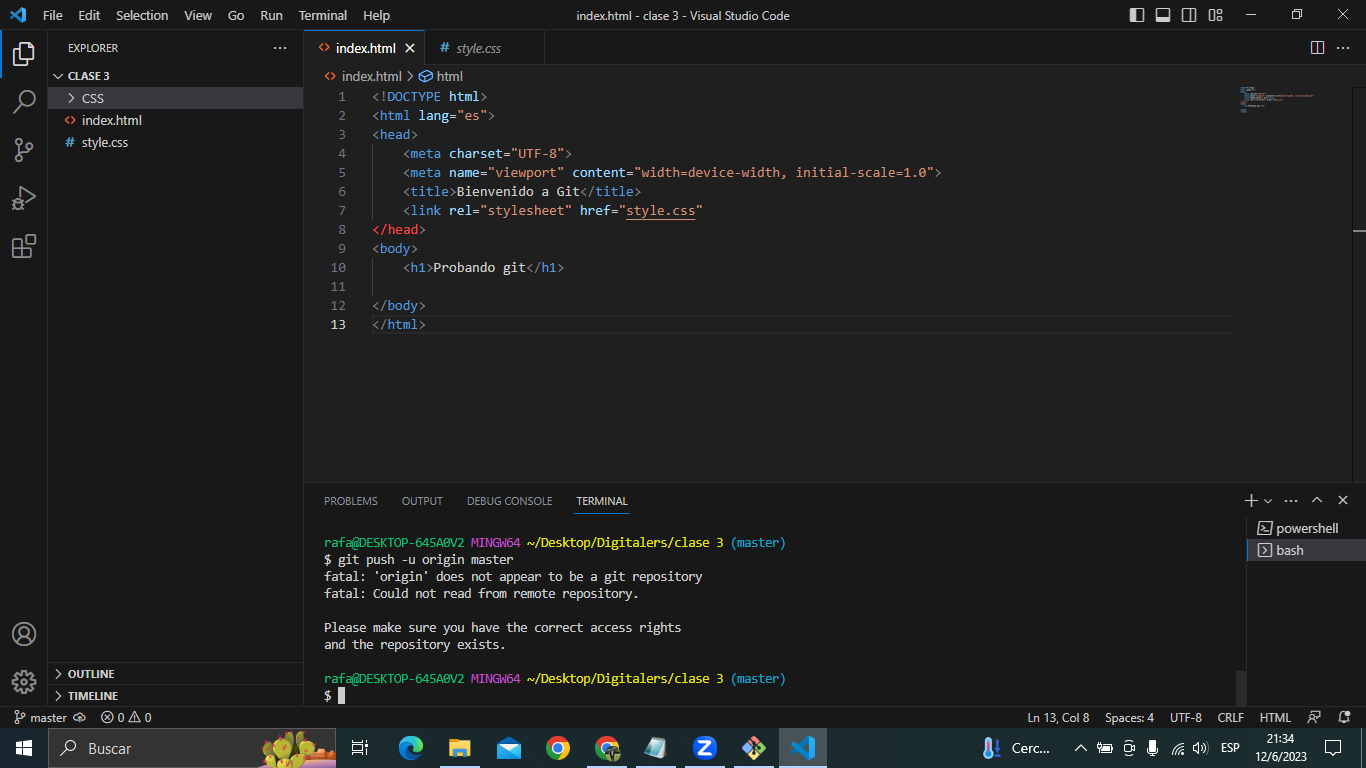 File Edit Selection View Go Run Terminal Help
index.html - clase 3 - Visual Studio Code
EXPLORER
CLASE 3
CSS
index.html
style.css
index.html
style.css
index.html > html
1 <!DOCTYPE html>
2 <html lang="es">
3 <head>
4 <meta charset="UTF-8">
5 <meta name="viewport" content="width=device-width, initial-scale=1.0">
6 <title>Bienvenido a Git</title>
7 <link rel="stylesheet" href="style.css"
8 </head>
9 <body>
10 <h1>Probando git</h1>
11
12 </body>
13 </html>
PROBLEMS OUTPUT DEBUG CONSOLE TERMINAL
rafa@DESKTOP-645A0V2 MINGW64 ~/Desktop/Digitalers/clase 3 (master)
$ git push -u origin master
fatal: 'origin' does not appear to be a git repository
fatal: Could not read from remote repository.
Please make sure you have the correct access rights
and the repository exists.
rafa@DESKTOP-645A0V2 MINGW64 ~/Desktop/Digitalers/clase 3 (master)
$
powershell
bash
OUTLINE
TIMELINE
master 0 0
Ln 13, Col 8 Spaces: 4 UTF-8 CRLF HTML
Buscar
Cerc...
ESP
21:34
12/6/2023